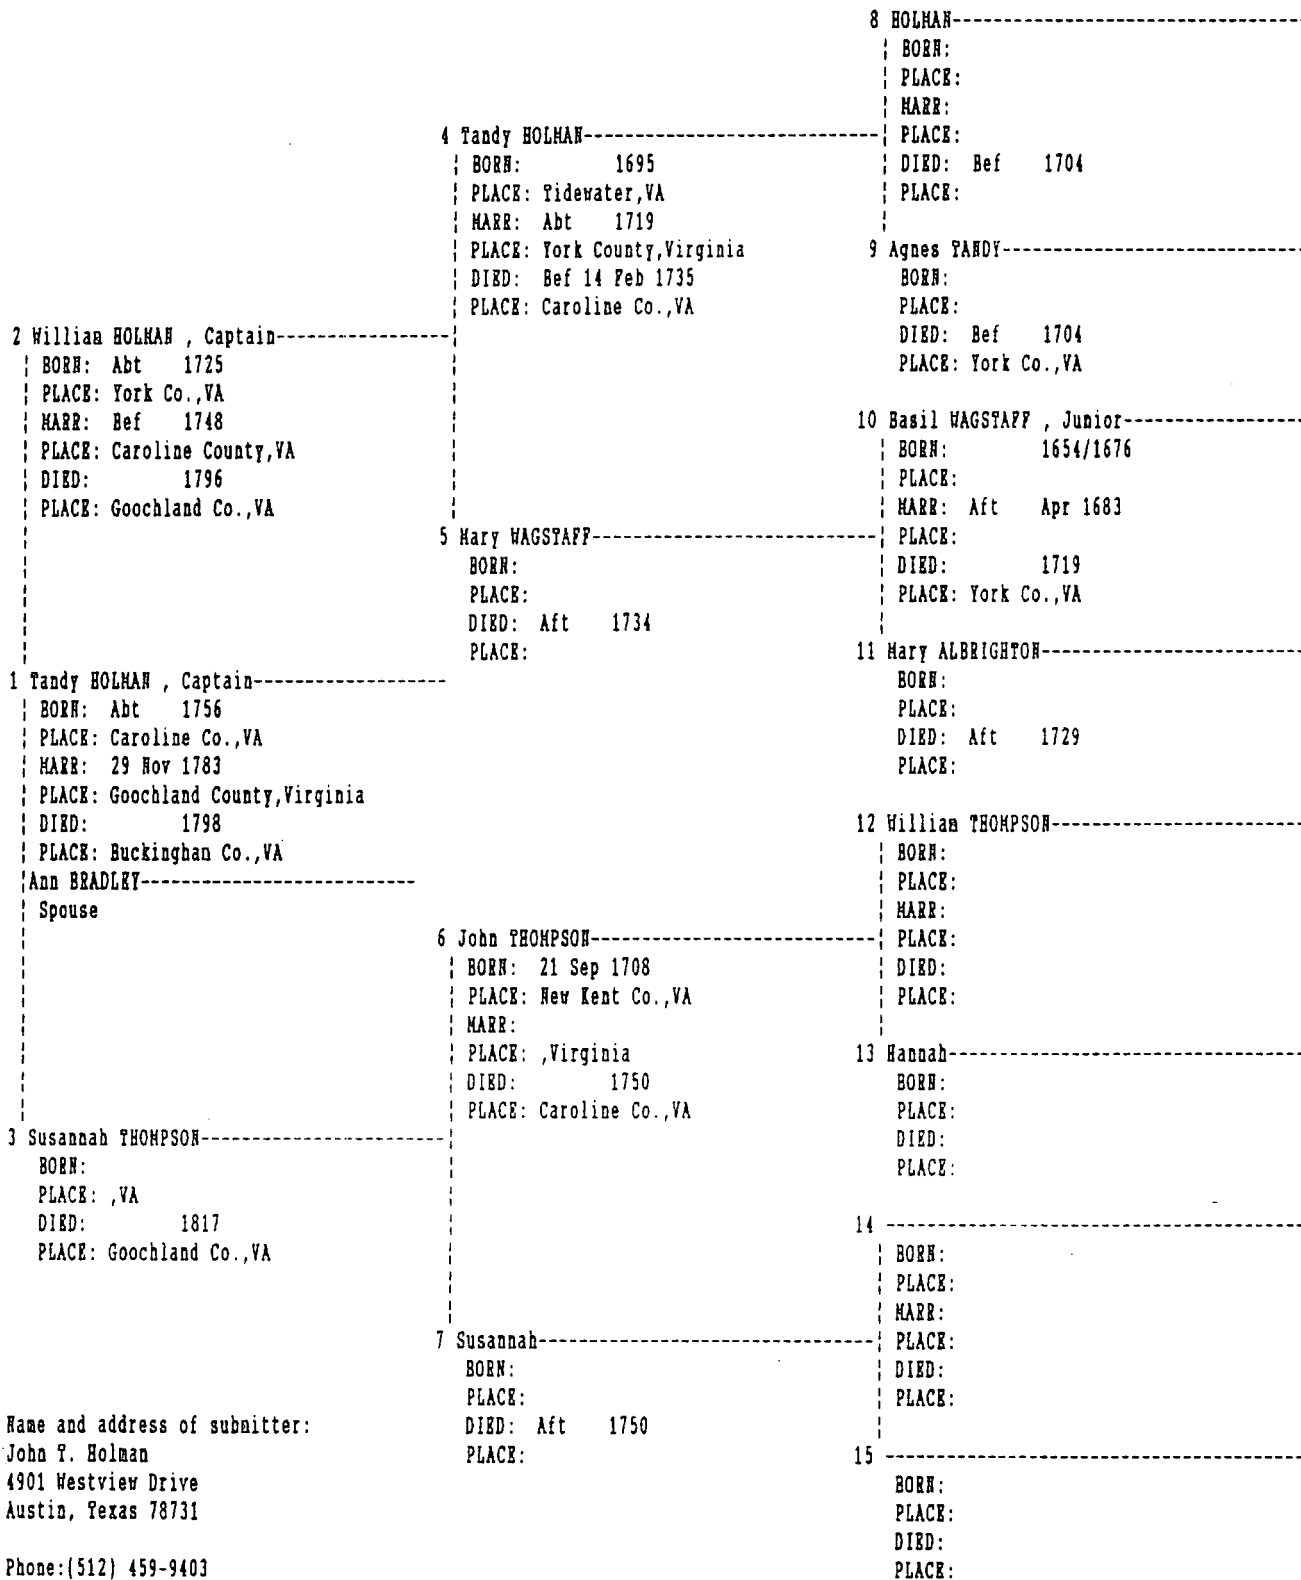 8 HOLMAN
BORN:
PLACE:
MARR:
PLACE:
DIED: Bef 1704
PLACE:
4 Tandy HOLMAN
BORN: 1695
PLACE: Tidewater,VA
MARR: Abt 1719
PLACE: York County,Virginia
DIED: Bef 14 Feb 1735
PLACE: Caroline Co.,VA
9 Agnes TANDY
BORN:
PLACE:
DIED: Bef 1704
PLACE: York Co.,VA
2 William HOLMAN , Captain
BORN: Abt 1725
PLACE: York Co.,VA
MARR: Bef 1748
PLACE: Caroline County,VA
DIED: 1796
PLACE: Goochland Co.,VA
10 Basil WAGSTAFF , Junior
BORN: 1654/1676
PLACE:
MARR: Aft Apr 1683
PLACE:
DIED: 1719
PLACE: York Co.,VA
5 Mary WAGSTAFF
BORN:
PLACE:
DIED: Aft 1734
PLACE:
11 Mary ALBRIGHTON
BORN:
PLACE:
DIED: Aft 1729
PLACE:
1 Tandy HOLMAN , Captain
BORN: Abt 1756
PLACE: Caroline Co.,VA
MARR: 29 Nov 1783
PLACE: Goochland County,Virginia
DIED: 1798
PLACE: Buckingham Co.,VA
Ann BRADLEY
Spouse
12 William THOMPSON
BORN:
PLACE:
MARR:
PLACE:
DIED:
PLACE:
6 John THOMPSON
BORN: 21 Sep 1708
PLACE: New Kent Co.,VA
MARR:
PLACE: ,Virginia
DIED: 1750
PLACE: Caroline Co.,VA
13 Hannah
BORN:
PLACE:
DIED:
PLACE:
3 Susannah THOMPSON
BORN:
PLACE: ,VA
DIED: 1817
PLACE: Goochland Co.,VA
14
BORN:
PLACE:
MARR:
PLACE:
DIED:
PLACE:
7 Susannah
BORN:
PLACE:
DIED: Aft 1750
PLACE:
15
BORN:
PLACE:
DIED:
PLACE:
Name and address of submitter:
John T. Holman
4901 Westview Drive
Austin, Texas 78731
Phone:(512) 459-9403